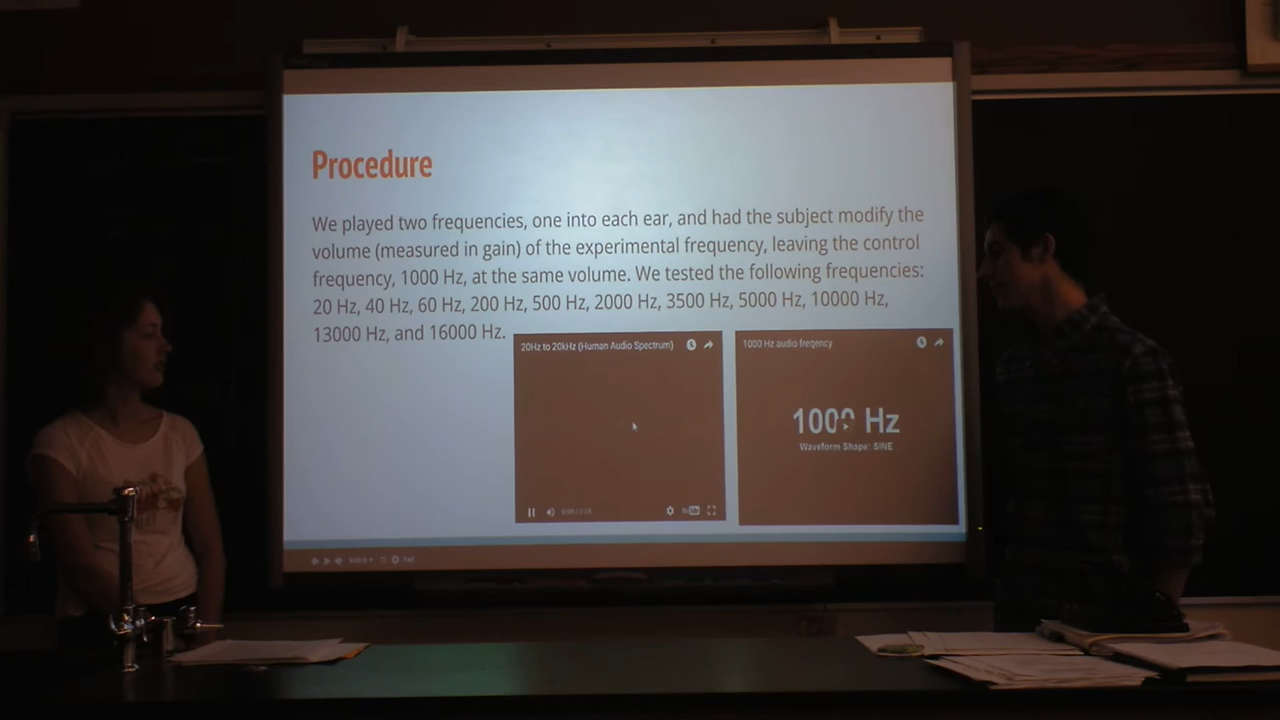 Procedure
We played two frequencies, one into each ear, and had the subject modify the
volume (measured in gain) of the experimental frequency, leaving the control
frequency, 1000 Hz, at the same volume. We tested the following frequencies:
20 Hz, 40 Hz, 60 Hz, 200 Hz, 500 Hz, 2000 Hz, 3500 Hz, 5000 Hz, 10000 Hz,
13000 Hz, and 16000 Hz.
20Hz to 20kHz (Human Audio Spectrum)
1000 Hz audio freqency
1000 Hz
Waveform Shape: SINE